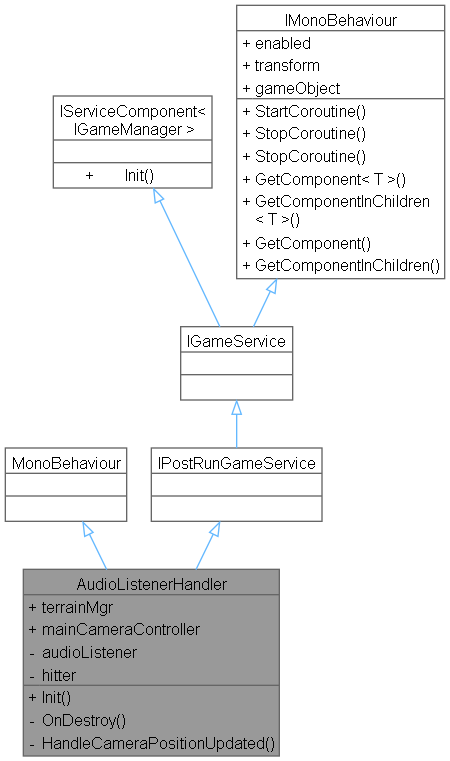 IMonoBehaviour
+ enabled
+ transform
+ gameObject
+ StartCoroutine()
+ StopCoroutine()
+ StopCoroutine()
+ GetComponent< T >()
+ GetComponentInChildren
< T >()
+ GetComponent()
+ GetComponentInChildren()
IServiceComponent<
IGameManager >
+ Init()
IGameService
MonoBehaviour
IPostRunGameService
AudioListenerHandler
+ terrainMgr
+ mainCameraController
- audioListener
- hitter
+ Init()
- OnDestroy()
- HandleCameraPositionUpdated()